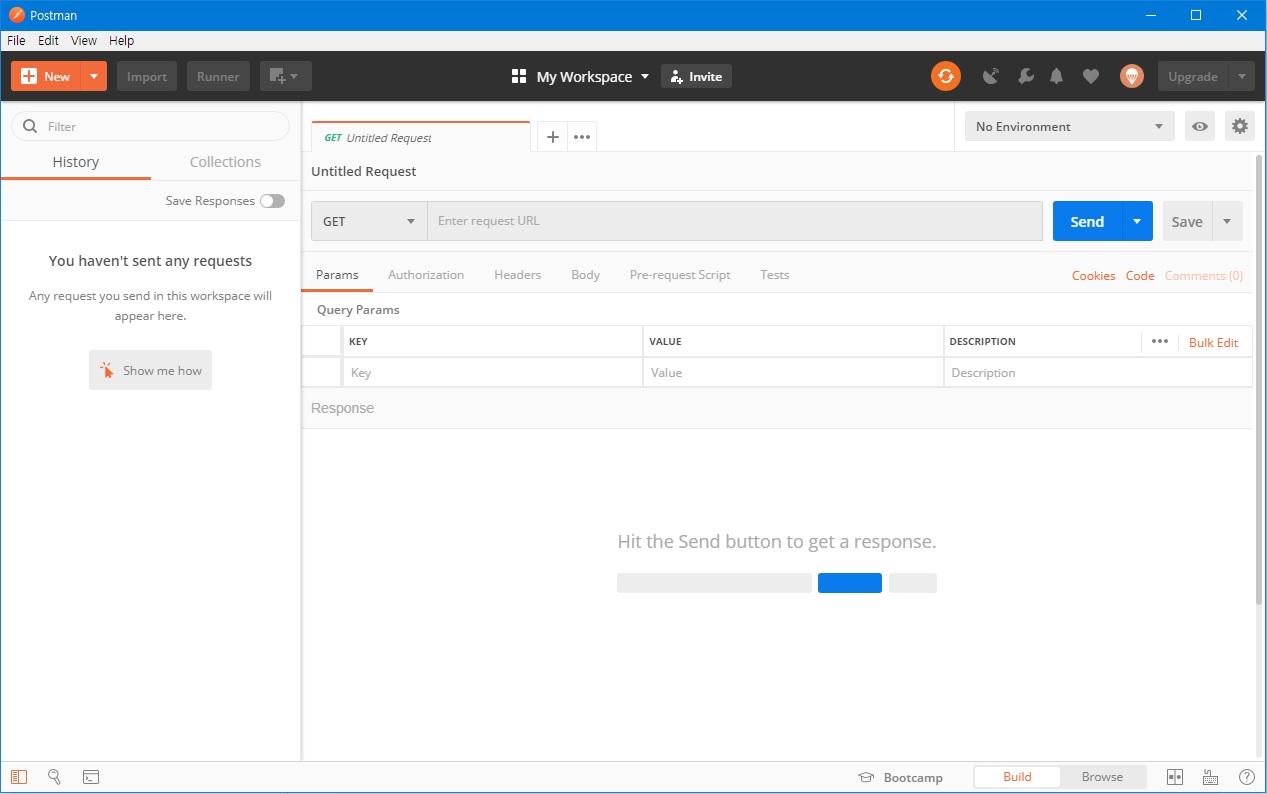 Postman
File Edit View Help
New Import Runner My Workspace Invite Upgrade
Filter
History Collections
Save Responses
You haven't sent any requests
Any request you send in this workspace will
appear here.
Show me how
GET Untitled Request
No Environment
Untitled Request
GET Enter request URL Send Save
Params Authorization Headers Body Pre-request Script Tests Cookies Code Comments (0)
Query Params
KEY VALUE DESCRIPTION Bulk Edit
Key Value Description
Response
Hit the Send button to get a response.
Bootcamp Build Browse